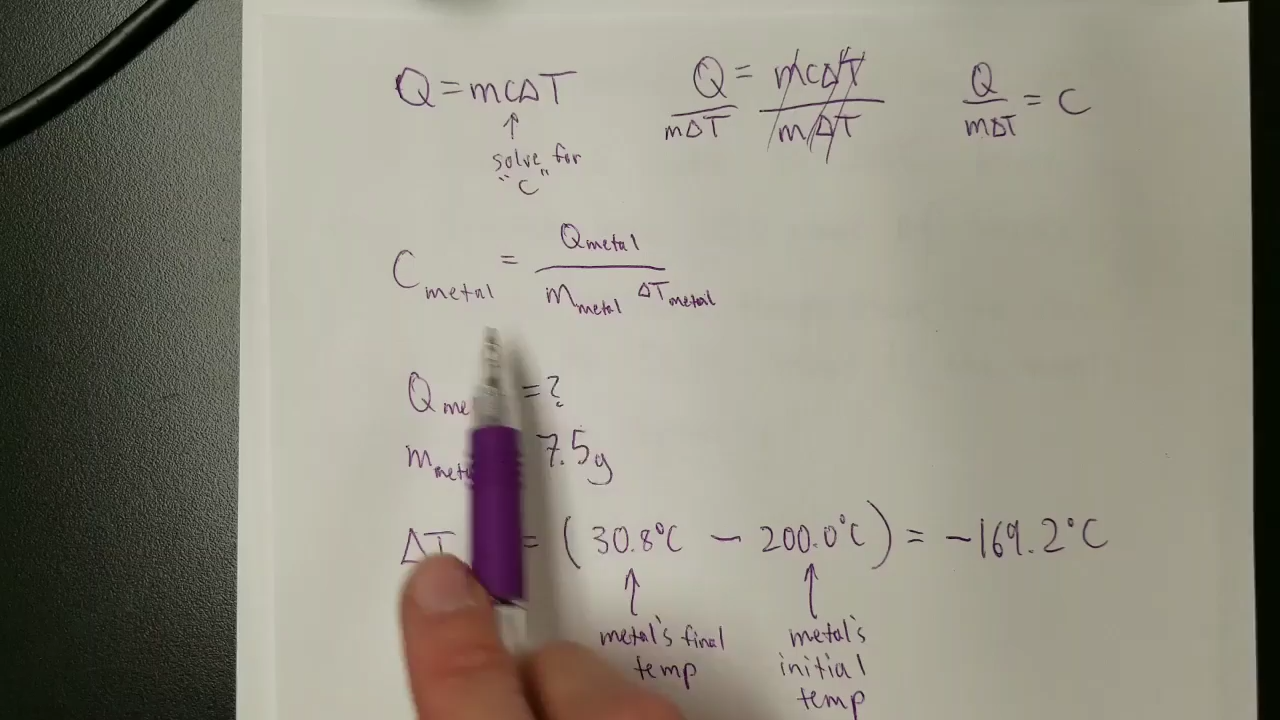 Q = mcΔT
↑
solve for
"c"
Q/mΔT = mcΔT/mΔT
Q/mΔT = C
C metal = Q metal / m metal ΔT metal
Q = ?
m 7.5g
ΔT = (30.8°C - 200.0°C) = -169.2°C
↑ ↑
metal's final temp
metal's initial temp